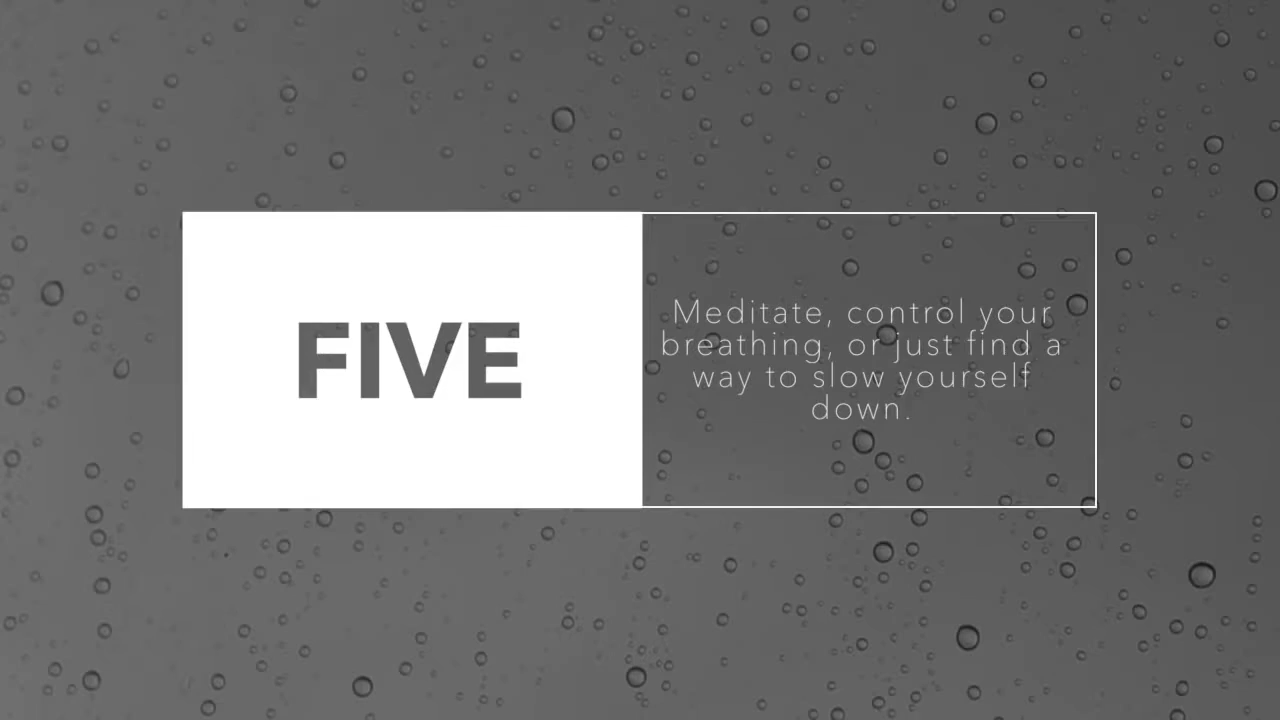 FIVE
Meditate, control your
breathing, or just find a
way to slow yourself
down.